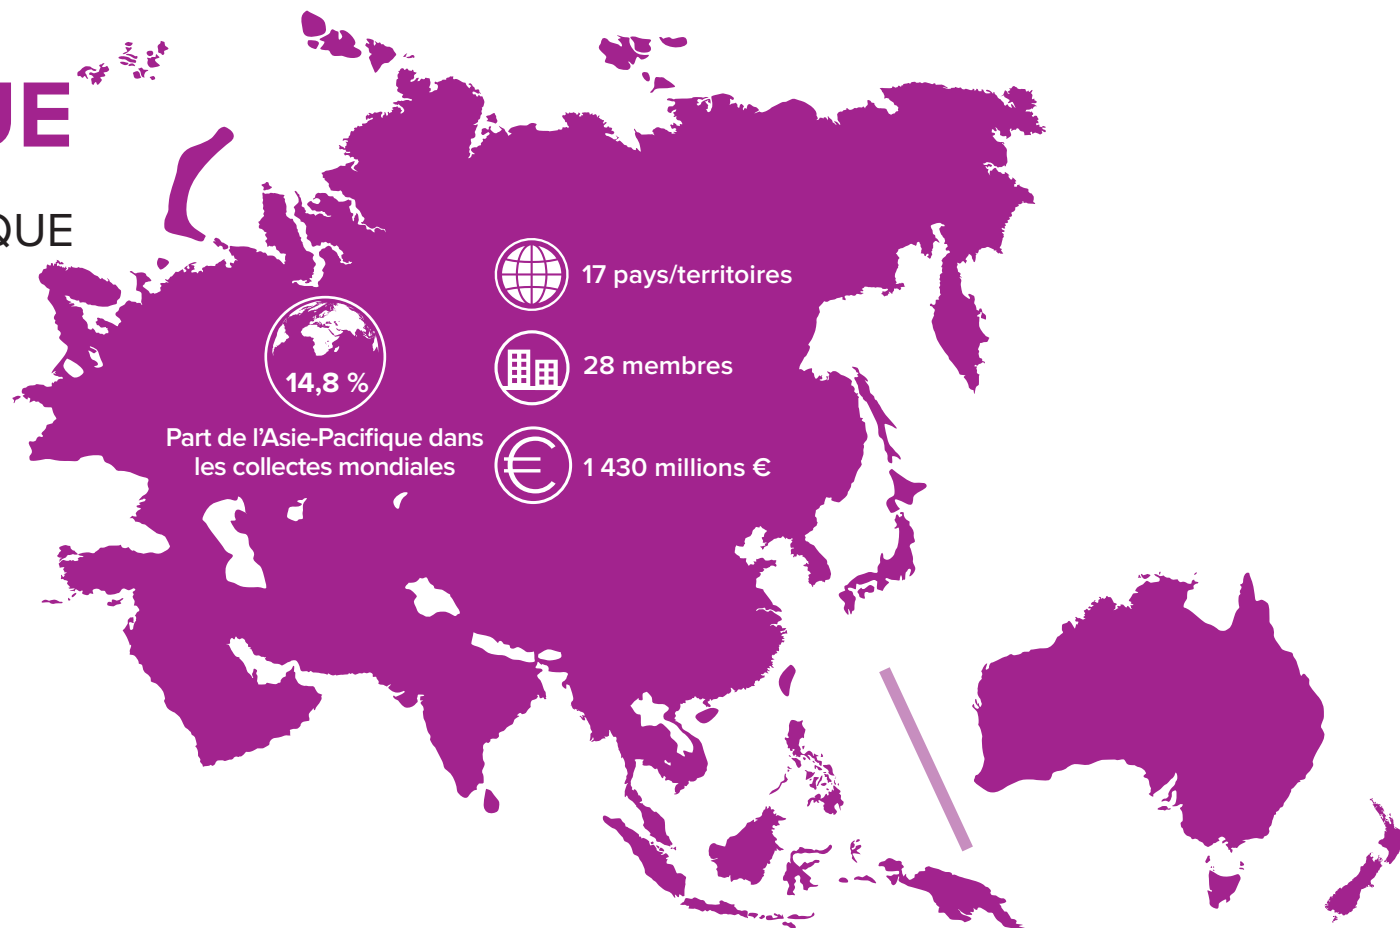 UE
QUE
17 pays/territoires
28 membres
14,8 %
Part de l'Asie-Pacifique dans
les collectes mondiales
1 430 millions €